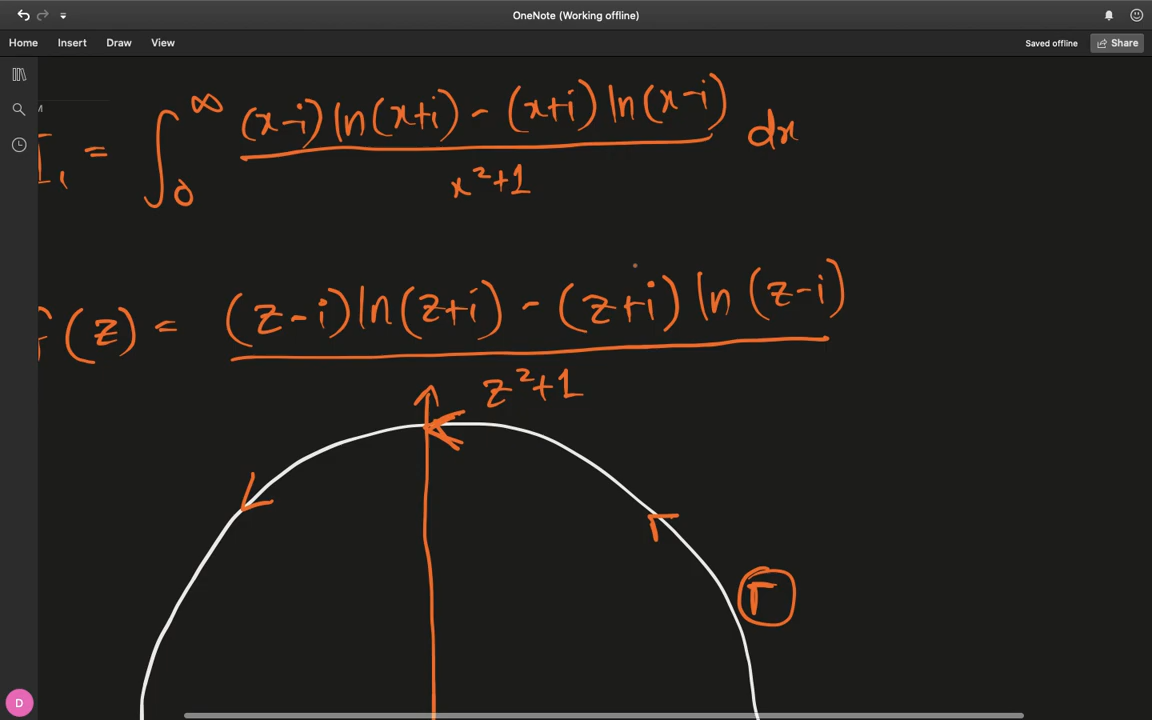 OneNote (Working offline)
Home Insert Draw View
Saved offline Share
M
I₁ = ∫₀^∞ ((x-i) ln(x+i) - (x+i) ln(x-i)) / (x²+1) dx
f(z) = ((z-i) ln(z+i) - (z+i) ln(z-i)) / (z²+1)
Γ
D